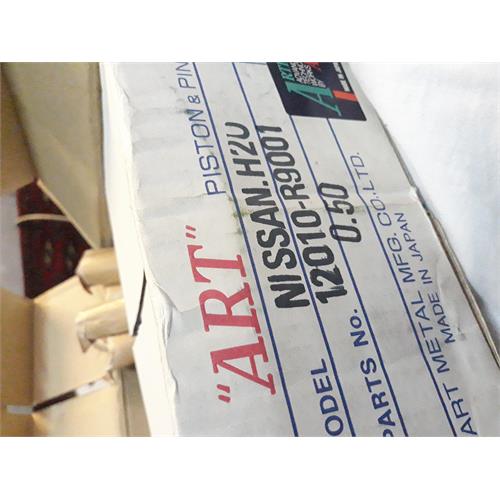 "ART" PISTON & PIN
MODEL NISSAN.H20
12010-R9001
PARTS NO. 0.50
ART METAL MFG. CO.LTD.
MADE IN JAPAN